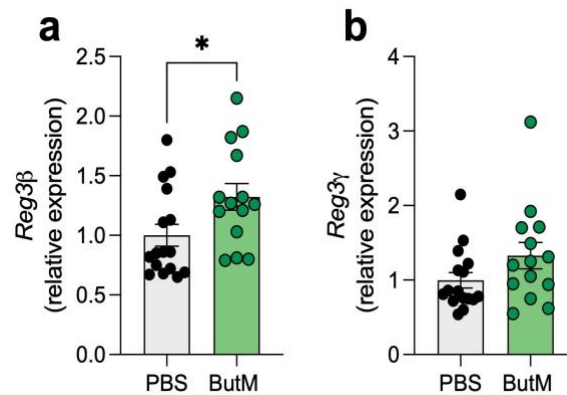 a
Reg3β
(relative expression)
2.5
2.0
1.5
1.0
0.5
0.0
*
PBS ButM
b
Reg3γ
(relative expression)
4
3
2
1
0
PBS ButM